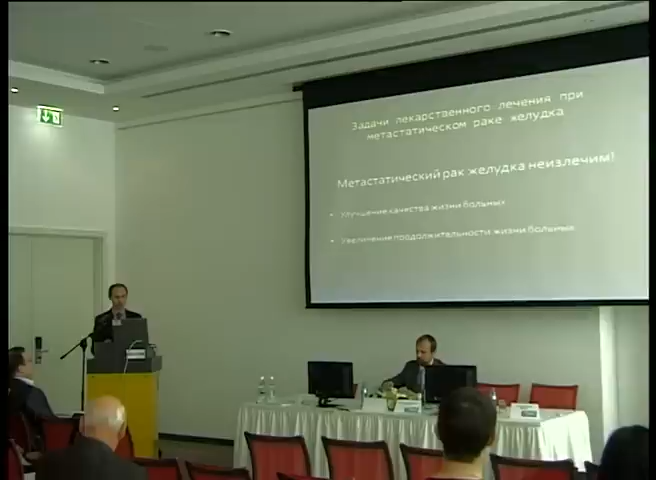 Задачи лекарственного лечения при
метастатическом раке желудка
Метастатический рак желудка неизлечим!
• Улучшение качества жизни больных
• Увеличение продолжительности жизни больных